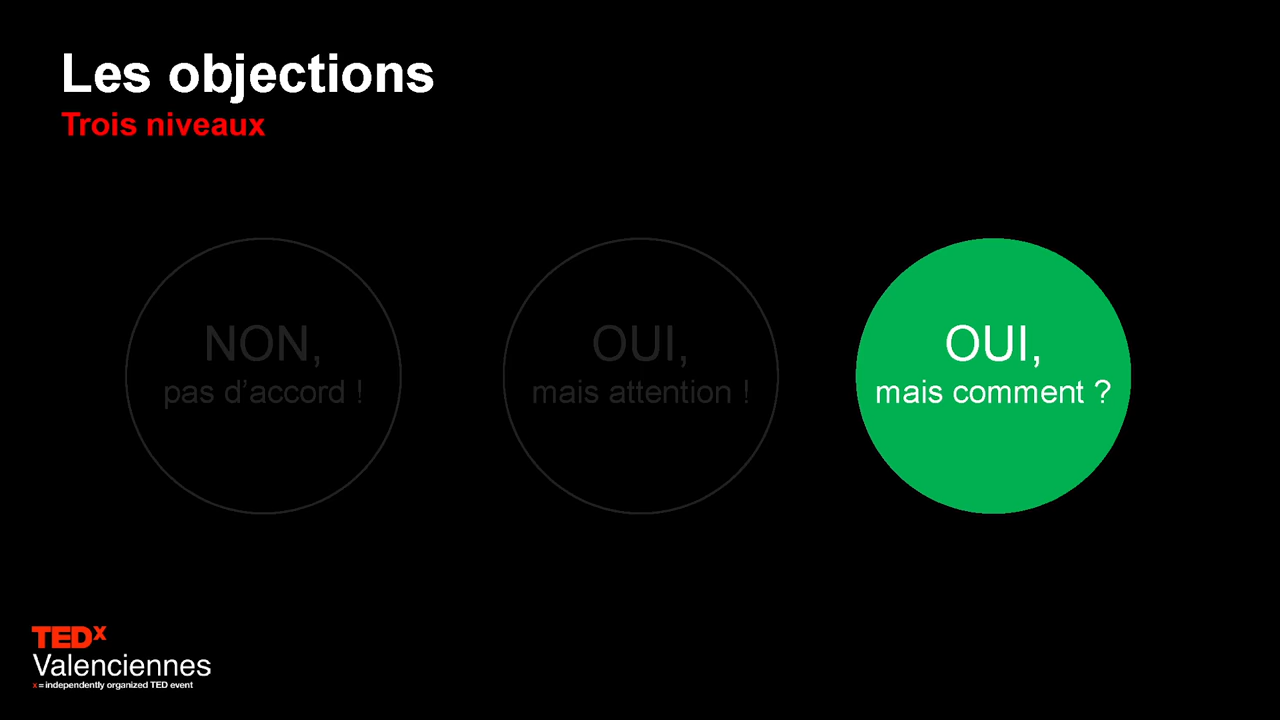 Les objections
Trois niveaux
NON,
pas d’accord !
OUI,
mais attention !
OUI,
mais comment ?
TEDx
Valenciennes
x = independently organized TED event